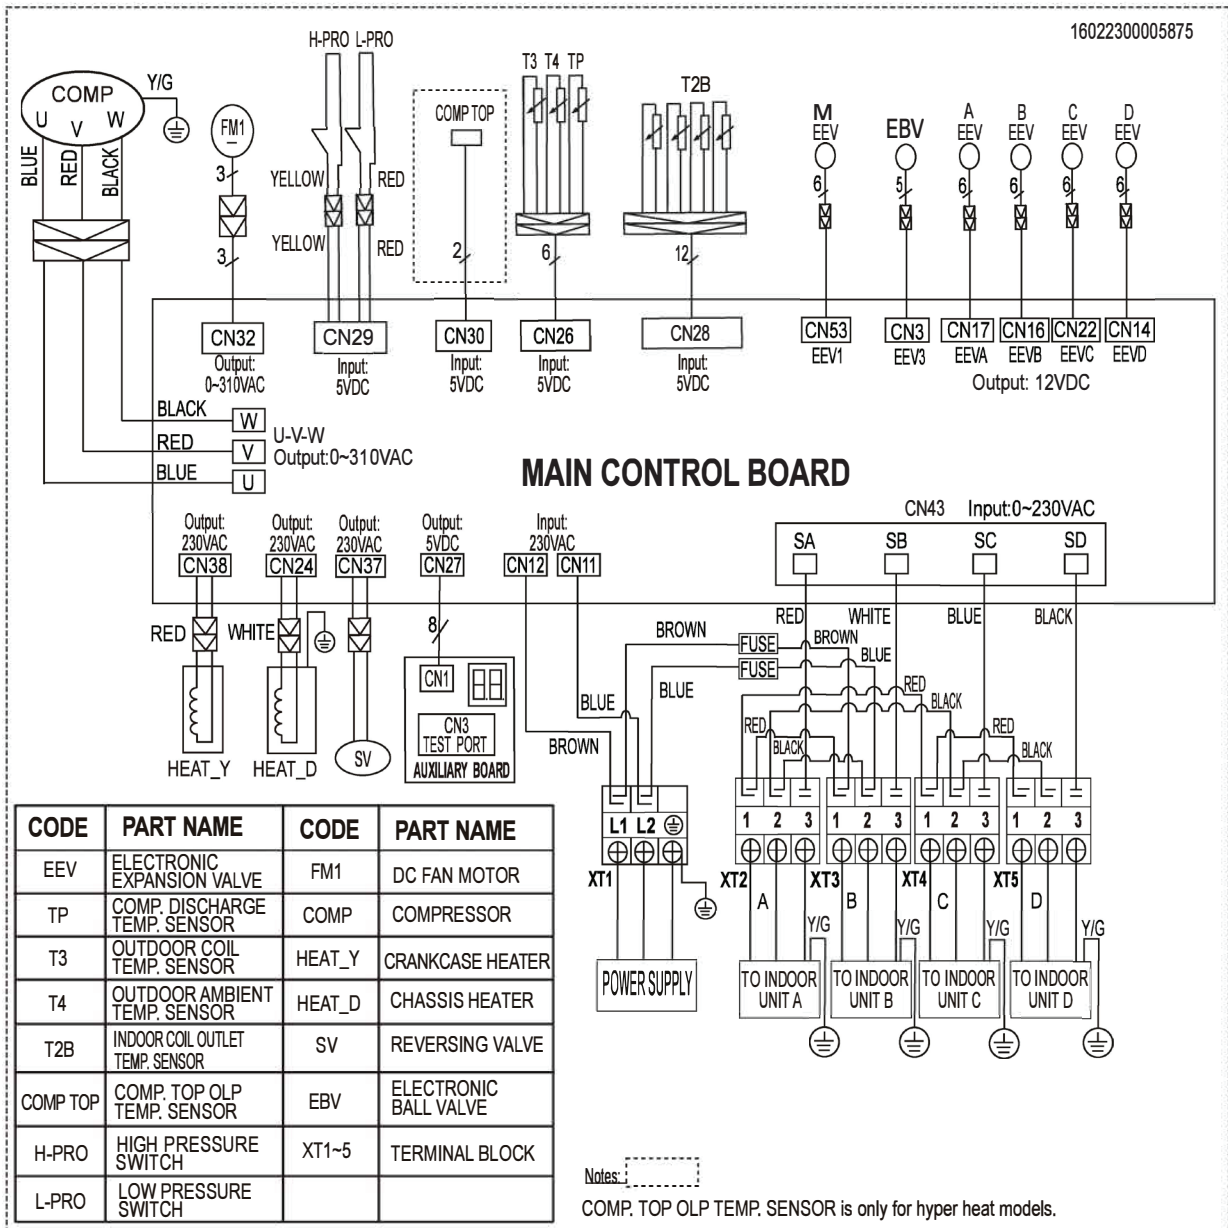 16022300005875
H-PRO L-PRO
T3 T4 TP
T2B
COMP
U V W
Y/G
FM1
COMP TOP
M
EEV
EBV
A
EEV
B
EEV
C
EEV
D
EEV
BLUE
RED
BLACK
3
3
YELLOW
RED
YELLOW
RED
2
6
12
6
5
6
6
6
6
CN32
Output:
0~310VAC
CN29
Input:
5VDC
CN30
Input:
5VDC
CN26
Input:
5VDC
CN28
Input:
5VDC
CN53
EEV1
CN3
EEV3
CN17
EEVA
CN16
EEVB
CN22
EEVC
CN14
EEVD
Output: 12VDC
BLACK
W
RED
V
BLUE
U
U-V-W
Output:0~310VAC
MAIN CONTROL BOARD
CN43 Input:0~230VAC
SA SB SC SD
Output:
230VAC
CN38
Output:
230VAC
CN24
Output:
230VAC
CN37
Output:
5VDC
CN27
Input:
230VAC
CN12 CN11
RED
WHITE
BLUE
BLACK
RED
WHITE
8
BROWN
FUSE
BROWN
FUSE
BLUE
BLUE
BLUE
BROWN
RED
BLACK
RED
BLACK
RED
BLACK
CN1
CN3
TEST PORT
AUXILIARY BOARD
HEAT_Y
HEAT_D
SV
L1 L2
XT1
1 2 3
XT2
1 2 3
XT3
1 2 3
XT4
1 2 3
XT5
A
B
C
D
Y/G
Y/G
Y/G
Y/G
POWER SUPPLY
TO INDOOR
UNIT A
TO INDOOR
UNIT B
TO INDOOR
UNIT C
TO INDOOR
UNIT D
CODE PART NAME CODE PART NAME
EEV ELECTRONIC EXPANSION VALVE FM1 DC FAN MOTOR
TP COMP. DISCHARGE TEMP. SENSOR COMP COMPRESSOR
T3 OUTDOOR COIL TEMP. SENSOR HEAT_Y CRANKCASE HEATER
T4 OUTDOOR AMBIENT TEMP. SENSOR HEAT_D CHASSIS HEATER
T2B INDOOR COIL OUTLET TEMP. SENSOR SV REVERSING VALVE
COMP TOP COMP. TOP OLP TEMP. SENSOR EBV ELECTRONIC BALL VALVE
H-PRO HIGH PRESSURE SWITCH XT1~5 TERMINAL BLOCK
L-PRO LOW PRESSURE SWITCH
Notes:
COMP. TOP OLP TEMP. SENSOR is only for hyper heat models.